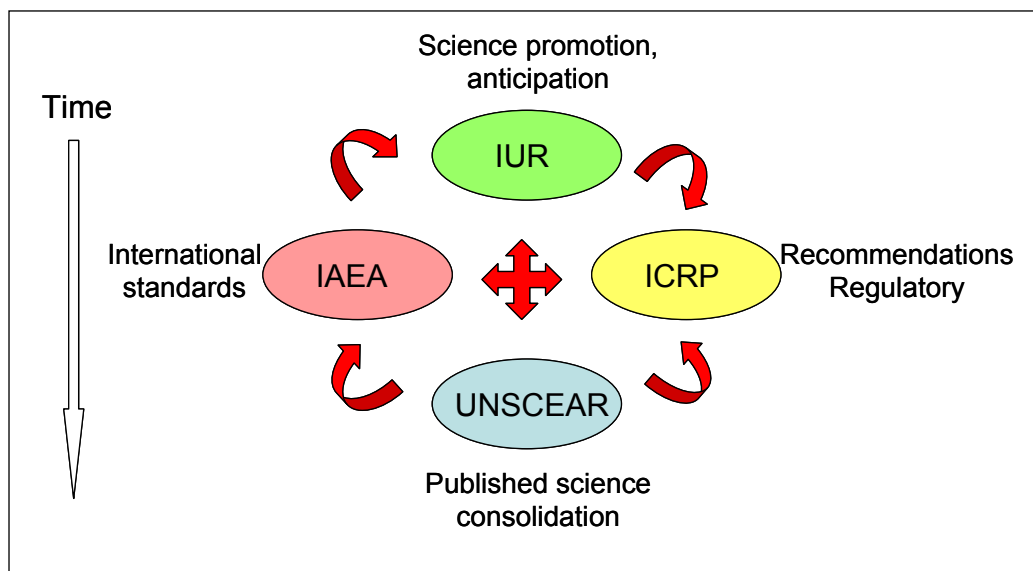 Science promotion,
anticipation
Time
IUR
International
standards
IAEA
ICRP
Recommendations
Regulatory
UNSCEAR
Published science
consolidation